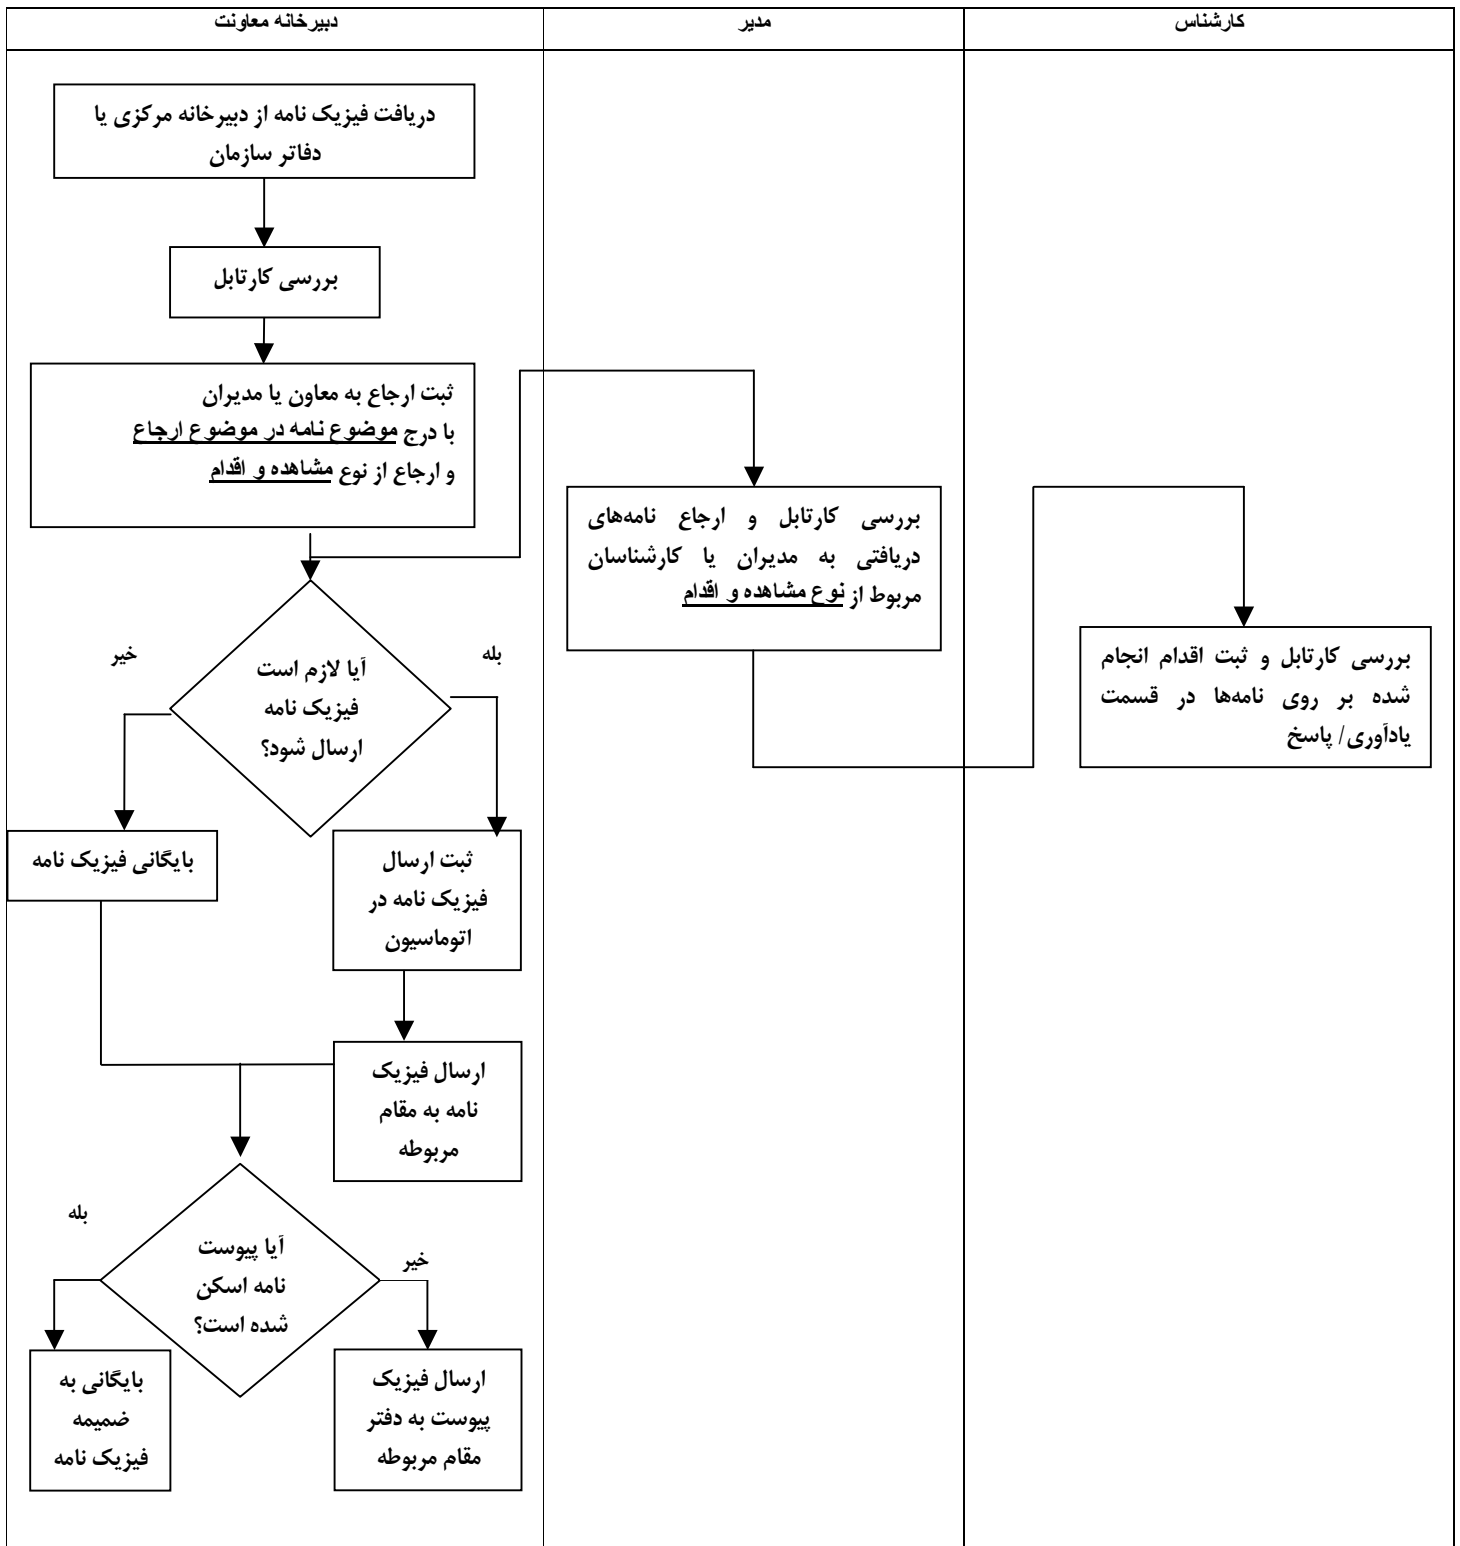 کارشناس
مدیر
دبیرخانه معاونت
دریافت فیزیک نامه از دبیرخانه مرکزی یا
دفاتر سازمان
بررسی کارتابل
ثبت ارجاع به معاون یا مدیران
با درج موضوع نامه در موضوع ارجاع
و ارجاع از نوع مشاهده و اقدام
بررسی کارتابل و ارجاع نامه‌های
دریافتی به مدیران یا کارشناسان
مربوط از نوع مشاهده و اقدام
بررسی کارتابل و ثبت اقدام انجام
شده بر روی نامه‌ها در قسمت
یادآوری/ پاسخ
بله
خیر
آیا لازم است
فیزیک نامه
ارسال شود؟
بایگانی فیزیک نامه
ثبت ارسال
فیزیک نامه در
اتوماسیون
ارسال فیزیک
نامه به مقام
مربوطه
بله
خیر
آیا پیوست
نامه اسکن
شده است؟
بایگانی به
ضمیمه
فیزیک نامه
ارسال فیزیک
پیوست به دفتر
مقام مربوطه